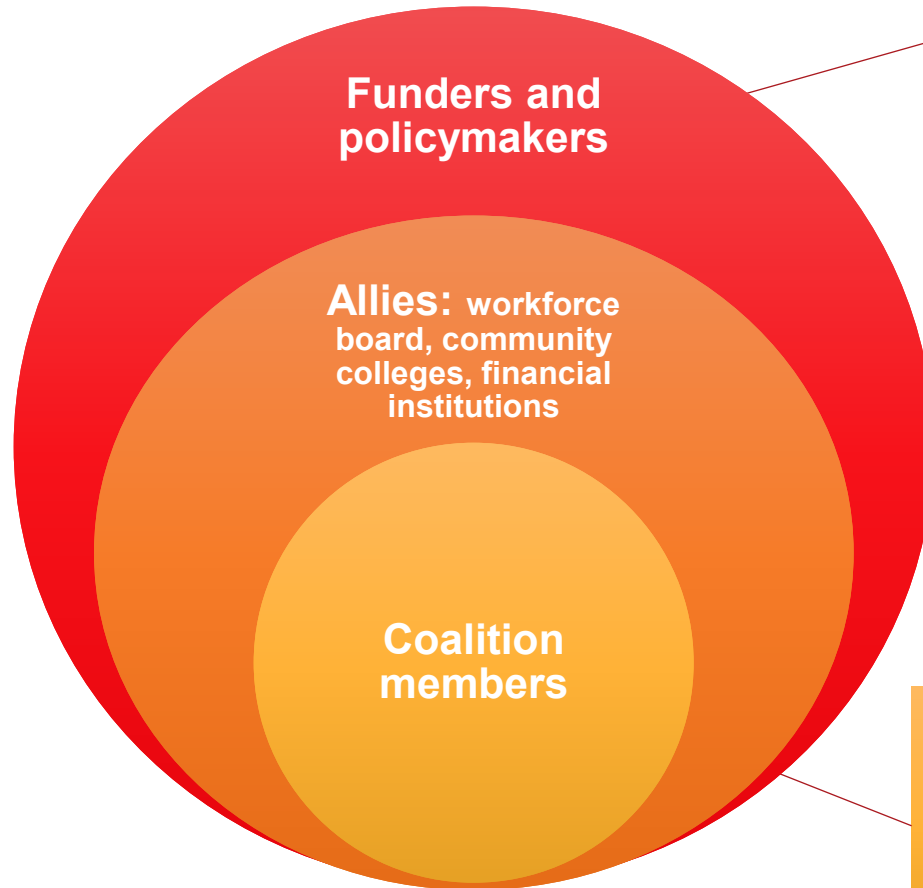 Funders and
policymakers
Allies: workforce
board, community
colleges, financial
institutions
Coalition
members